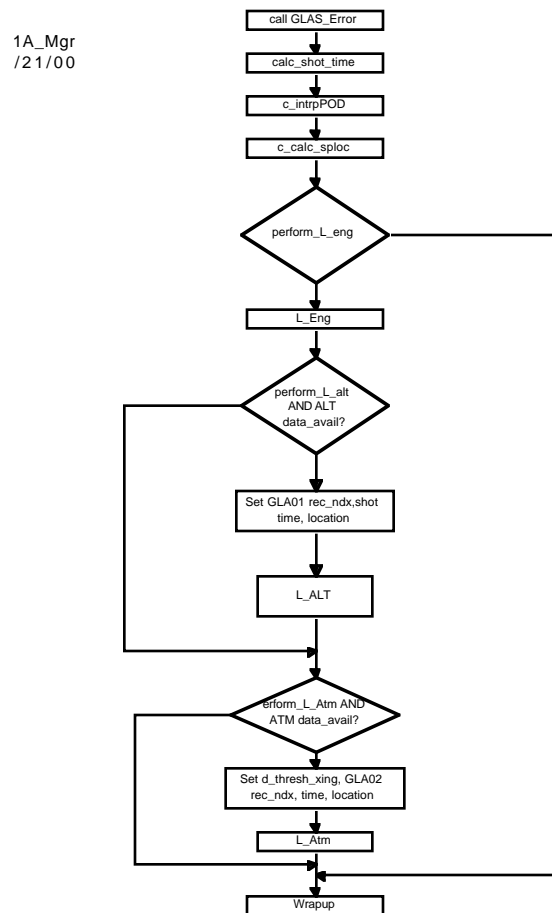 call GLAS_Error
1A_Mgr
/21/00
calc_shot_time
c_intrpPOD
c_calc_sploc
perform_L_eng
L_Eng
perform_L_alt
AND ALT
data_avail?
Set GLA01 rec_ndx,shot
time, location
L_ALT
erform_L_Atm AND
ATM data_avail?
Set d_thresh_xing, GLA02
rec_ndx, time, location
L_Atm
Wrapup